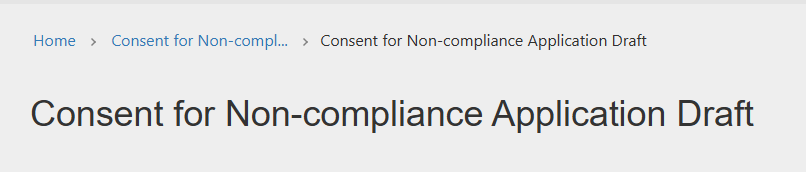 Home > Consent for Non-compl... > Consent for Non-compliance Application Draft
Consent for Non-compliance Application Draft